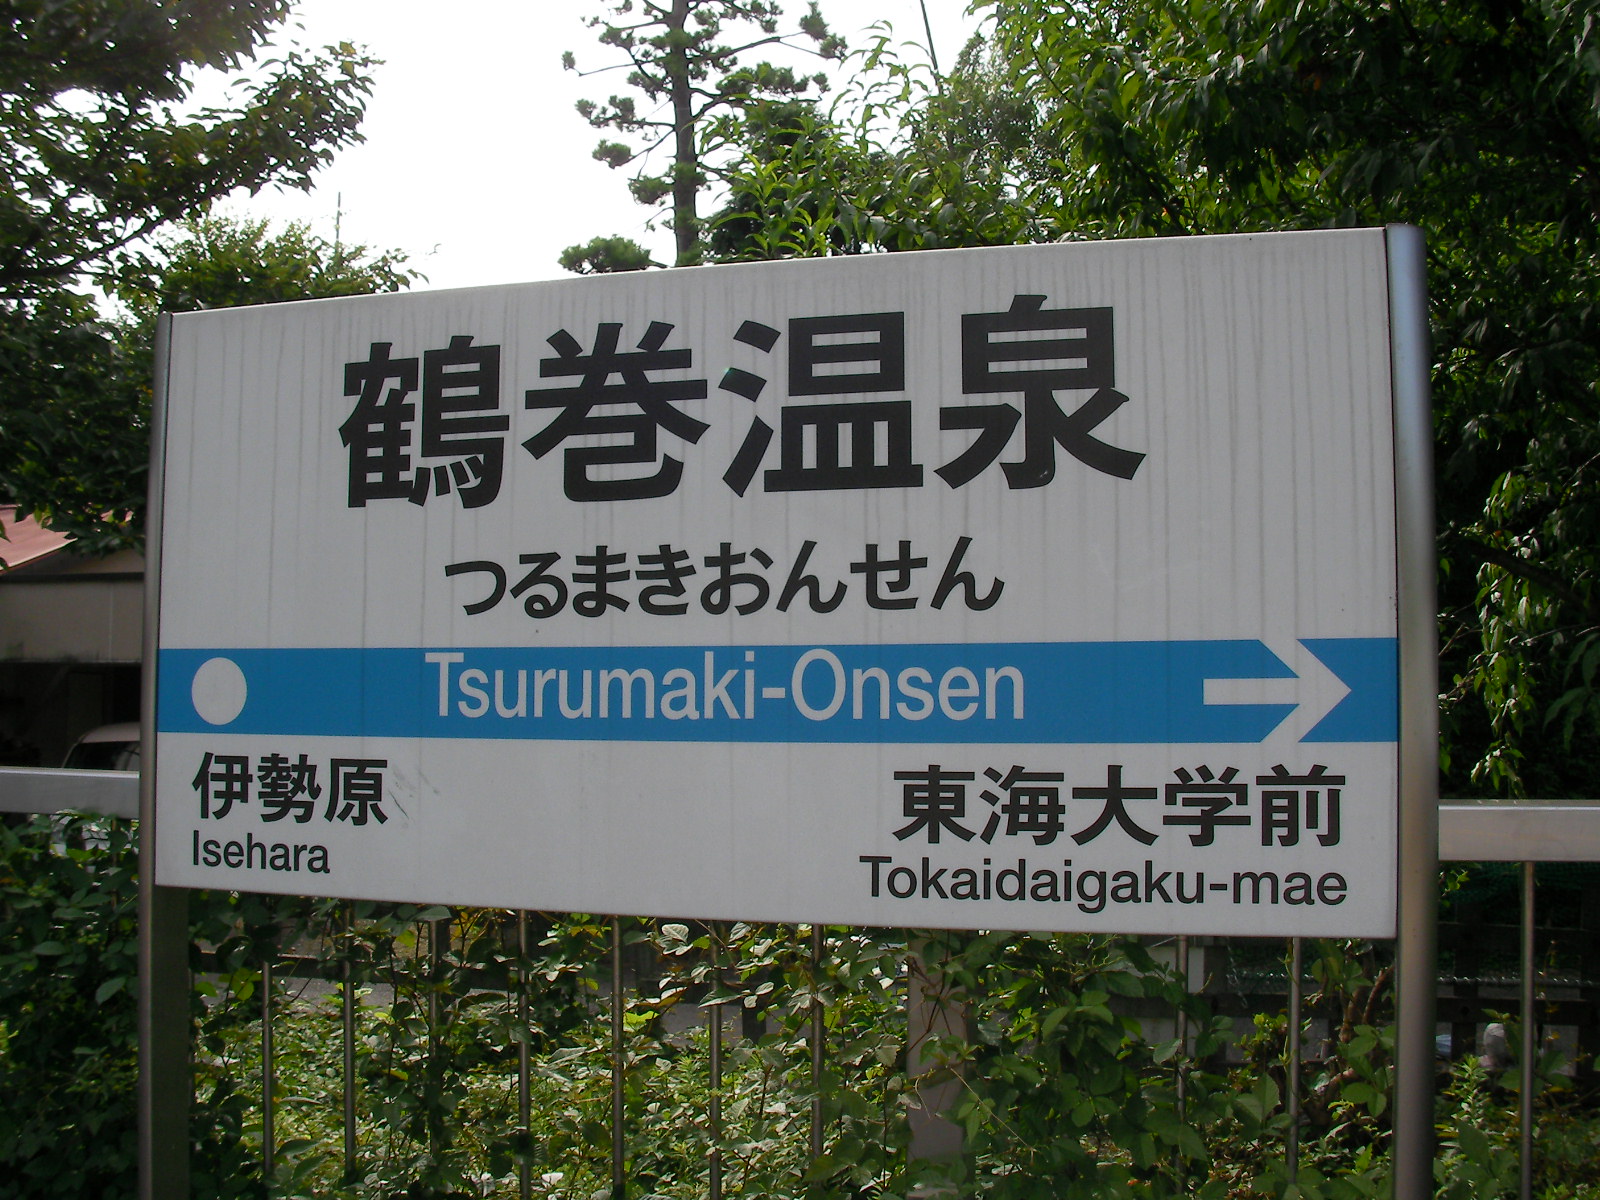 鶴巻温泉
つるまきおんせん
Tsurumaki-Onsen
伊勢原
Isehara
東海大学前
Tokaidaigaku-mae